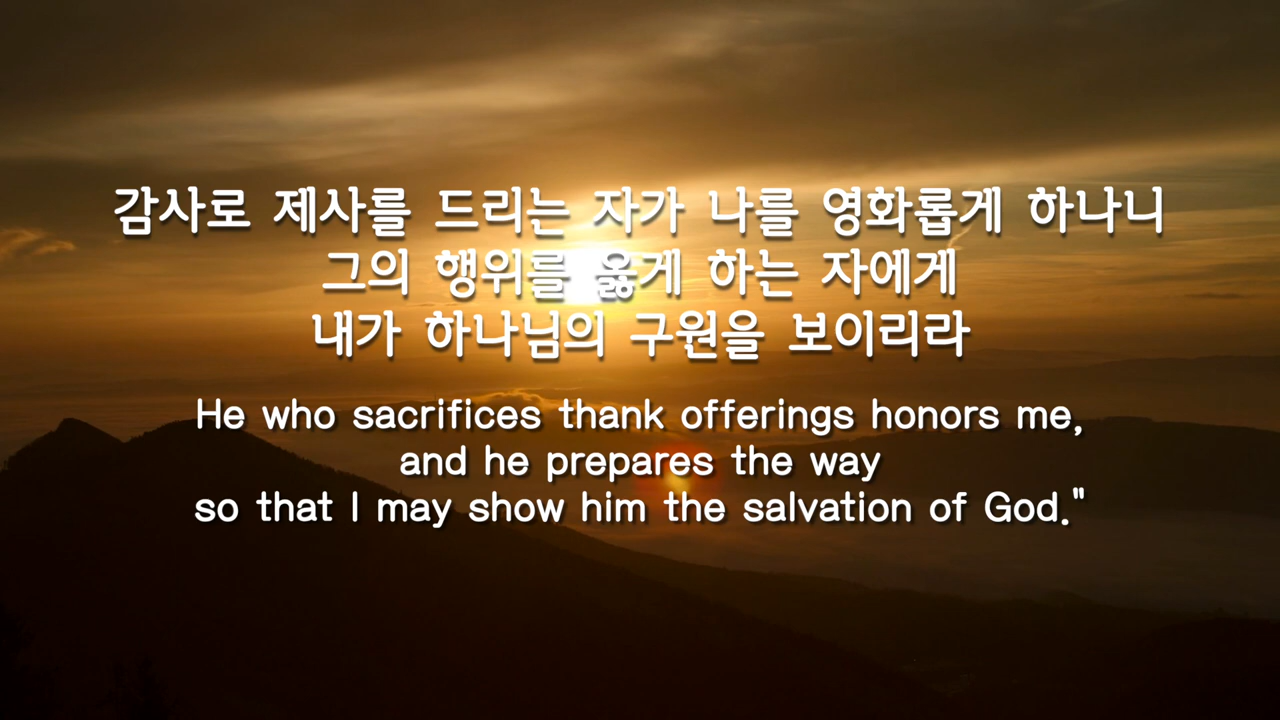 감사로 제사를 드리는 자가 나를 영화롭게 하나니
그의 행위를 옳게 하는 자에게
내가 하나님의 구원을 보이리라
He who sacrifices thank offerings honors me,
and he prepares the way
so that I may show him the salvation of God."